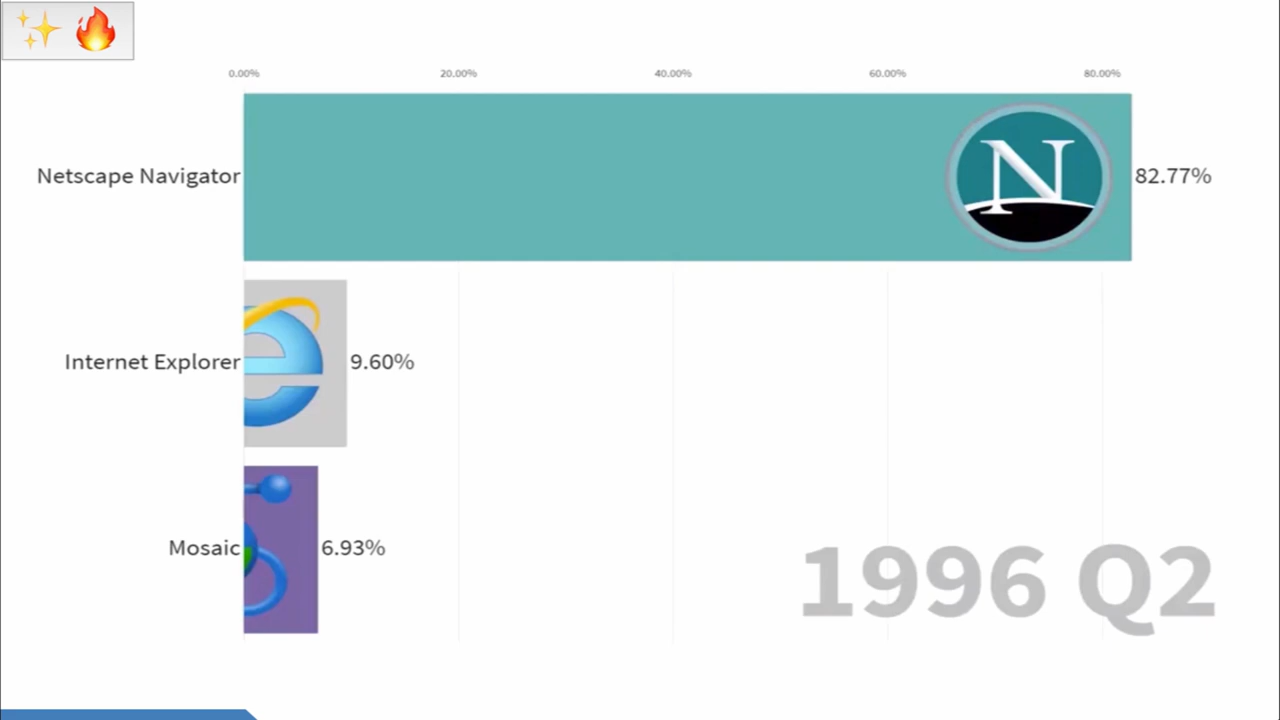 0.00% 20.00% 40.00% 60.00% 80.00%
Netscape Navigator N 82.77%
Internet Explorer e 9.60%
Mosaic 6.93%
1996 Q2